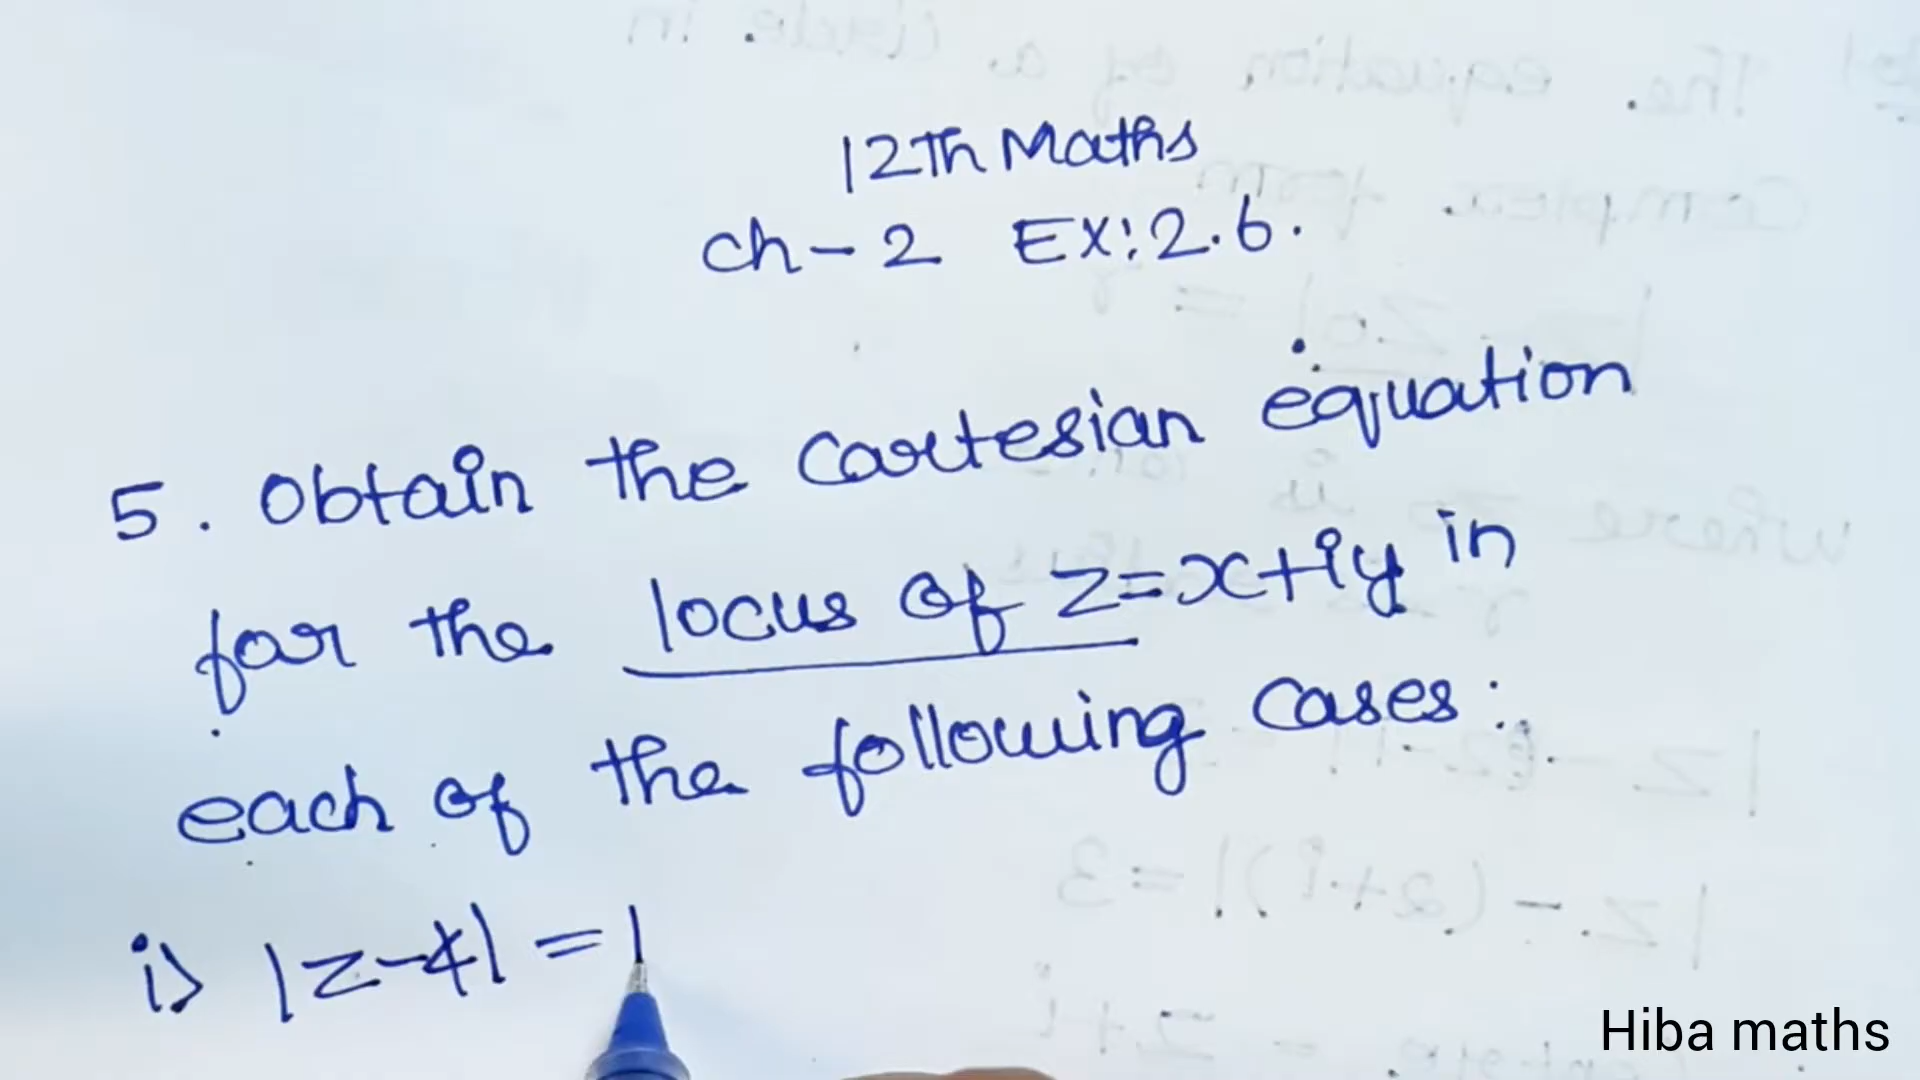 12Th Maths
Ch - 2 EX: 2.6.
5. Obtain the Cartesian equation
for the locus of z=x+iy in
each of the following cases:
i) |z-4| = 1
Hiba maths